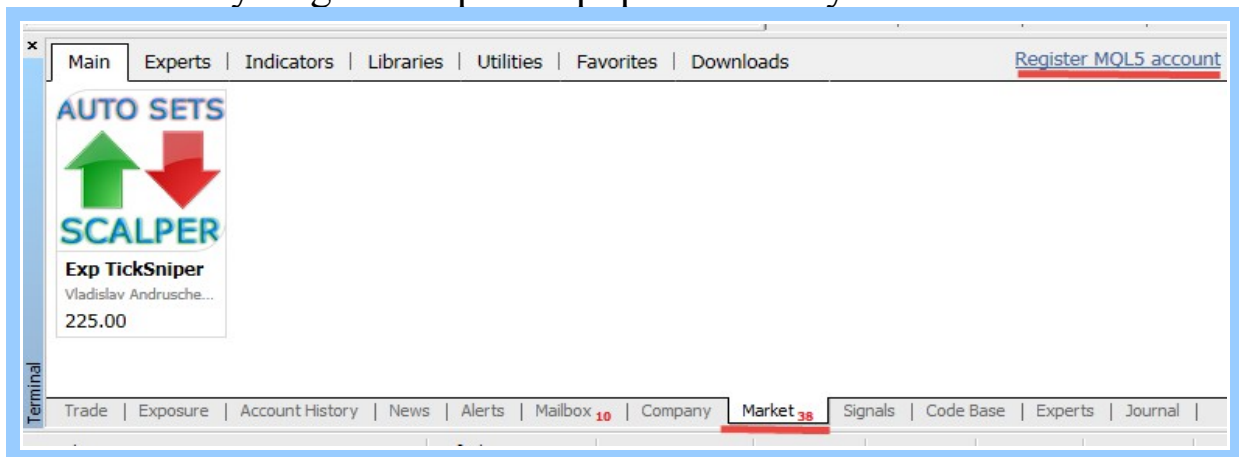 Main | Experts | Indicators | Libraries | Utilities | Favorites | Downloads Register MQL5 account
AUTO SETS
SCALPER
Exp TickSniper
Vladislav Andrusche...
225.00
Terminal
Trade | Exposure | Account History | News | Alerts | Mailbox 10 | Company Market 38 Signals | Code Base | Experts | Journal |